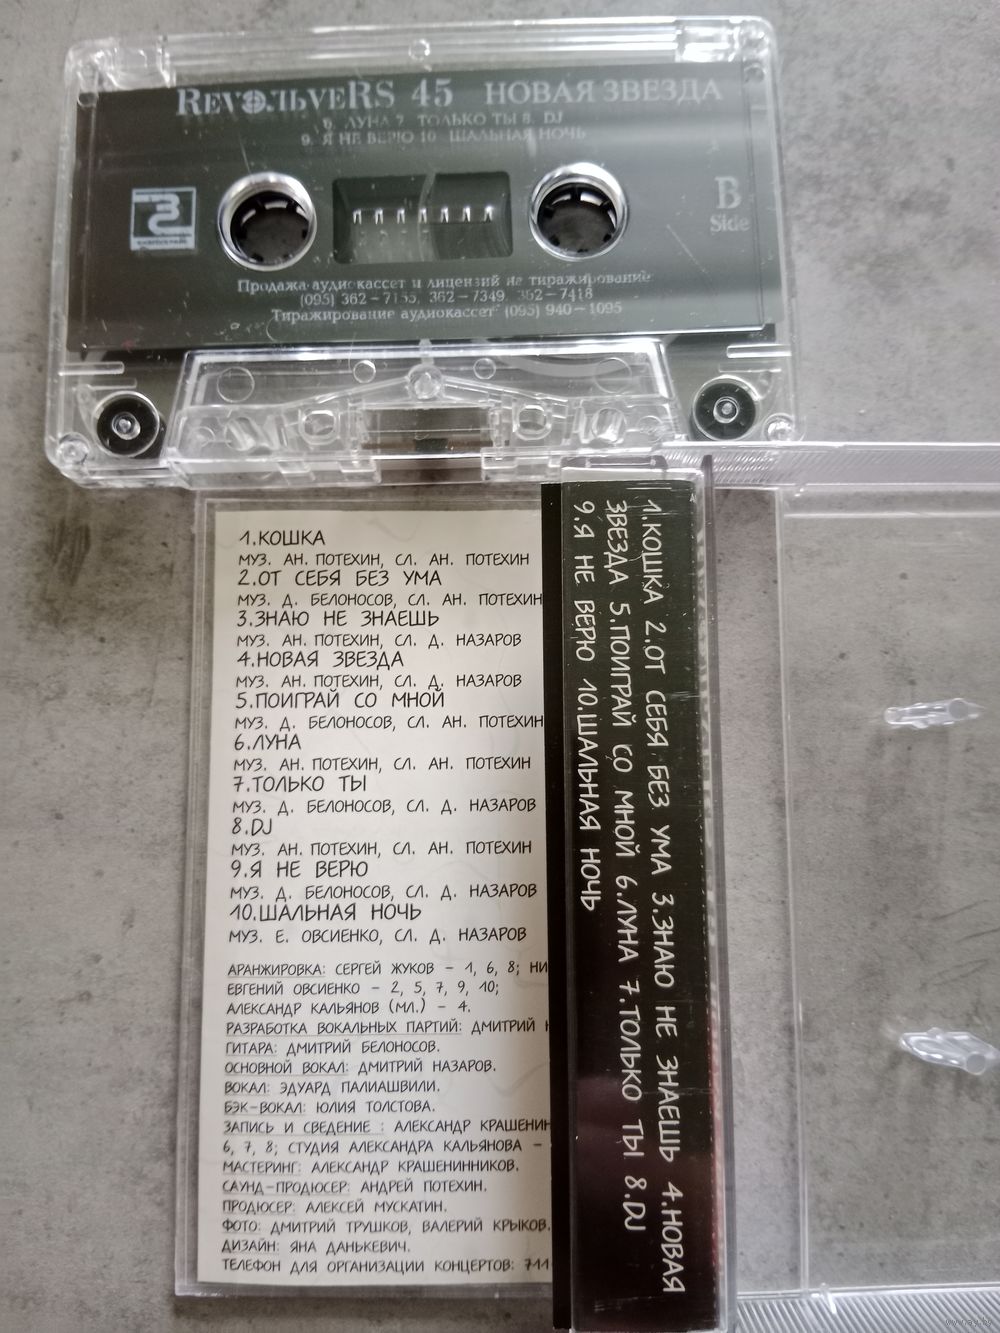 RevoльveRS 45 НОВАЯ ЗВЕЗДА
6. ЛУНА 7. ТОЛЬКО ТЫ 8. DJ
9. Я НЕ ВЕРЮ 10. ШАЛЬНАЯ НОЧЬ
B
Side
Продажа аудиокассет и лицензий на тиражирование
(095) 362-7155, 362-7349, 362-7418
Тиражирование аудиокассет (095) 940-1095
1.КОШКА
МУЗ. АН. ПОТЕХИН, СЛ. АН. ПОТЕХИН
2.ОТ СЕБЯ БЕЗ УМА
МУЗ. Д. БЕЛОНОСОВ, СЛ. АН. ПОТЕХИН
3.ЗНАЮ НЕ ЗНАЕШЬ
МУЗ. АН. ПОТЕХИН, СЛ. Д. НАЗАРОВ
4.НОВАЯ ЗВЕЗДА
МУЗ. АН. ПОТЕХИН, СЛ. Д. НАЗАРОВ
5.ПОИГРАЙ СО МНОЙ
МУЗ. Д. БЕЛОНОСОВ, СЛ. АН. ПОТЕХИН
6.ЛУНА
МУЗ. АН. ПОТЕХИН, СЛ. АН. ПОТЕХИН
7.ТОЛЬКО ТЫ
МУЗ. Д. БЕЛОНОСОВ, СЛ. Д. НАЗАРОВ
8.DJ
МУЗ. АН. ПОТЕХИН, СЛ. АН. ПОТЕХИН
9.Я НЕ ВЕРЮ
МУЗ. Д. БЕЛОНОСОВ, СЛ. Д. НАЗАРОВ
10.ШАЛЬНАЯ НОЧЬ
МУЗ. Е. ОВСИЕНКО, СЛ. Д. НАЗАРОВ
АРАНЖИРОВКА: СЕРГЕЙ ЖУКОВ - 1, 6, 8; НИ
ЕВГЕНИЙ ОВСИЕНКО - 2, 5, 7, 9, 10;
АЛЕКСАНДР КАЛЬЯНОВ (МЛ.) - 4.
РАЗРАБОТКА ВОКАЛЬНЫХ ПАРТИЙ: ДМИТРИЙ
ГИТАРА: ДМИТРИЙ БЕЛОНОСОВ.
ОСНОВНОЙ ВОКАЛ: ДМИТРИЙ НАЗАРОВ.
ВОКАЛ: ЭДУАРД ПАЛИАШВИЛИ.
БЭК-ВОКАЛ: ЮЛИЯ ТОЛСТОВА.
ЗАПИСЬ И СВЕДЕНИЕ : АЛЕКСАНДР КРАШЕНИН
6, 7, 8; СТУДИЯ АЛЕКСАНДРА КАЛЬЯНОВА -
МАСТЕРИНГ: АЛЕКСАНДР КРАШЕНИННИКОВ.
САУНД-ПРОДЮСЕР: АНДРЕЙ ПОТЕХИН.
ПРОДЮСЕР: АЛЕКСЕЙ МУСКАТИН.
ФОТО: ДМИТРИЙ ТРУШКОВ, ВАЛЕРИЙ КРЫКОВ.
ДИЗАЙН: ЯНА ДАНЬКЕВИЧ.
ТЕЛЕФОН ДЛЯ ОРГАНИЗАЦИИ КОНЦЕРТОВ: 711
1.КОШКА 2.ОТ СЕБЯ БЕЗ УМА 3.ЗНАЮ НЕ ЗНАЕШЬ 4.НОВАЯ
ЗВЕЗДА 5.ПОИГРАЙ СО МНОЙ 6.ЛУНА 7.ТОЛЬКО ТЫ 8.DJ
9.Я НЕ ВЕРЮ 10.ШАЛЬНАЯ НОЧЬ